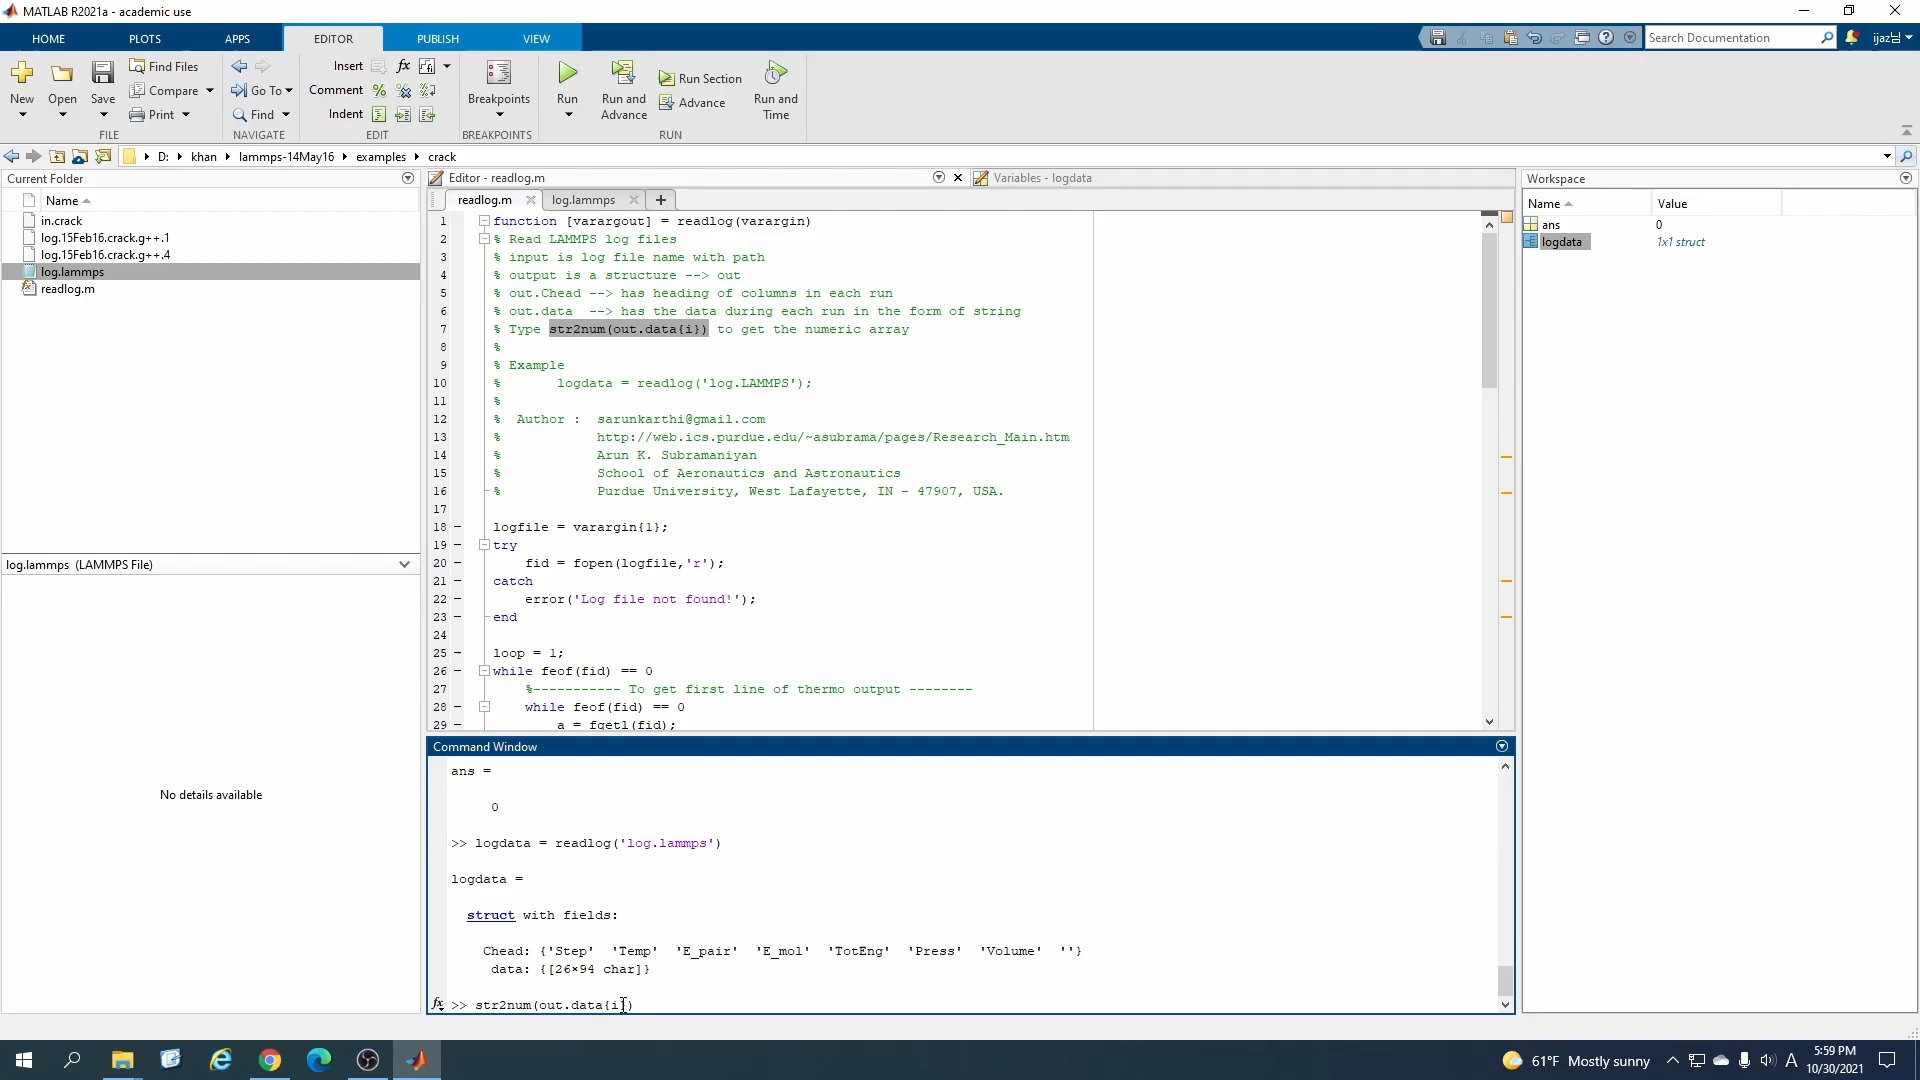 MATLAB R2021a - academic use
HOME PLOTS APPS EDITOR PUBLISH VIEW
Search Documentation
ijaz님
New
Open
Save
Find Files
Compare
Print
FILE
Go To
Find
NAVIGATE
Insert
Comment
Indent
EDIT
Breakpoints
BREAKPOINTS
Run
Run and Advance
Run Section
Advance
Run and Time
RUN
D: khan lammps-14May16 examples crack
Current Folder
Name
in.crack
log.15Feb16.crack.g++.1
log.15Feb16.crack.g++.4
log.lammps
readlog.m
log.lammps (LAMMPS File)
No details available
Editor - readlog.m
Variables - logdata
readlog.m log.lammps
1 function [varargout] = readlog(varargin)
2 % Read LAMMPS log files
3 % input is log file name with path
4 % output is a structure --> out
5 % out.Chead --> has heading of columns in each run
6 % out.data  --> has the data during each run in the form of string
7 % Type str2num(out.data{i}) to get the numeric array
8 %
9 % Example
10 %       logdata = readlog('log.LAMMPS');
11 %
12 %  Author :  sarunkarthi@gmail.com
13 %            http://web.ics.purdue.edu/~asubrama/pages/Research_Main.htm
14 %            Arun K. Subramaniyan
15 %            School of Aeronautics and Astronautics
16 %            Purdue University, West Lafayette, IN - 47907, USA.
17
18 logfile = varargin{1};
19 try
20     fid = fopen(logfile,'r');
21 catch
22     error('Log file not found!');
23 end
24
25 loop = 1;
26 while feof(fid) == 0
27     %----------- To get first line of thermo output --------
28     while feof(fid) == 0
29         a = fgetl(fid);
Command Window
ans =
0
>> logdata = readlog('log.lammps')
logdata =
struct with fields:
Chead: {'Step'  'Temp'  'E_pair'  'E_mol'  'TotEng'  'Press'  'Volume'  ''}
data: {[26×94 char]}
fx >> str2num(out.data{i})
Workspace
Name Value
ans 0
logdata 1x1 struct
61°F Mostly sunny
A
5:59 PM
10/30/2021